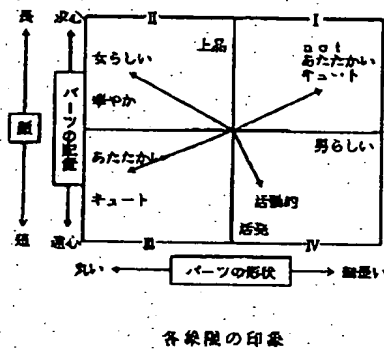 長 求心 II I
上品 not
女らしい あたたかい
キュート
華やか
顔 パーツの配置
あたたかい 男らしい
キュート 活動的
活発
短 遠心 III IV
丸い パーツの形状 細長い
各象限の印象